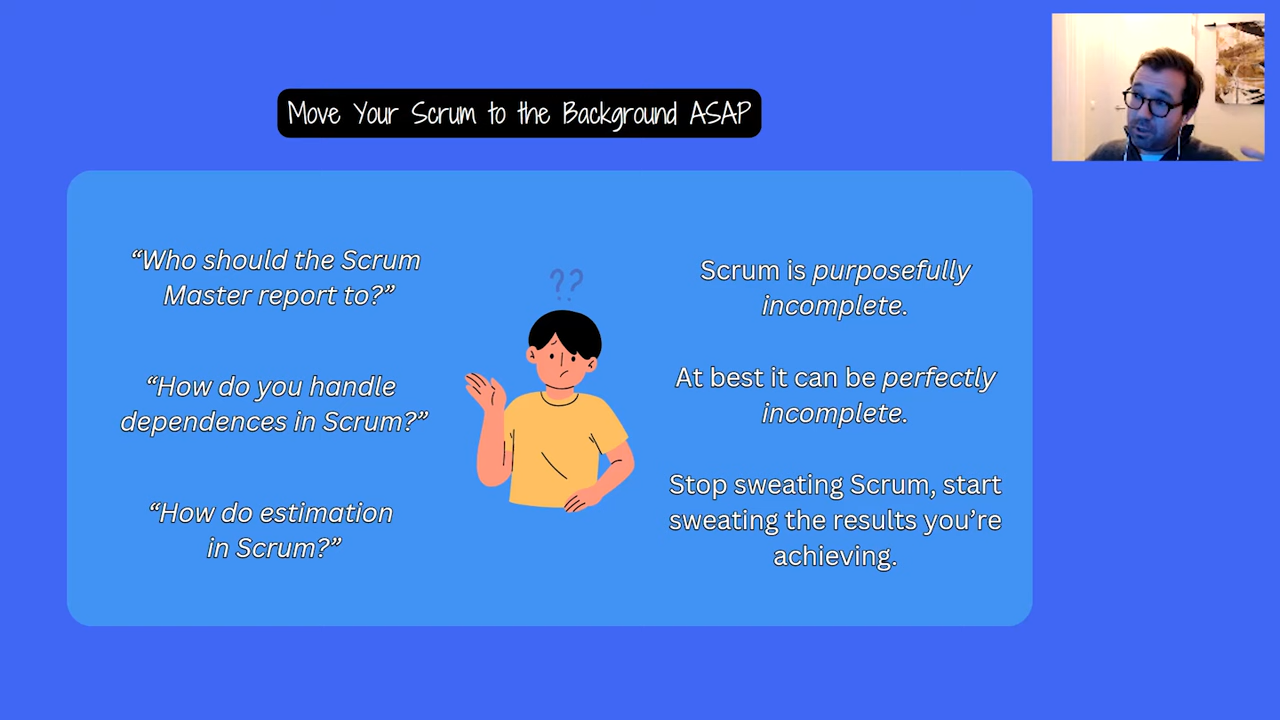 Move Your Scrum to the Background ASAP
“Who should the Scrum
Master report to?”
“How do you handle
dependences in Scrum?”
“How do estimation
in Scrum?”
??
Scrum is purposefully
incomplete.
At best it can be perfectly
incomplete.
Stop sweating Scrum, start
sweating the results you’re
achieving.